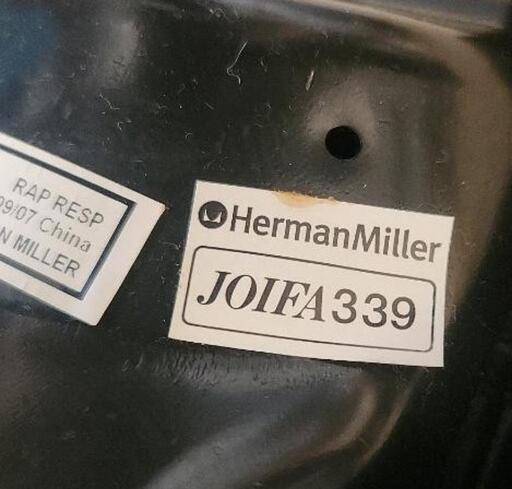 RAP RESP
09/07 China
N MILLER
HermanMiller
JOIFA339